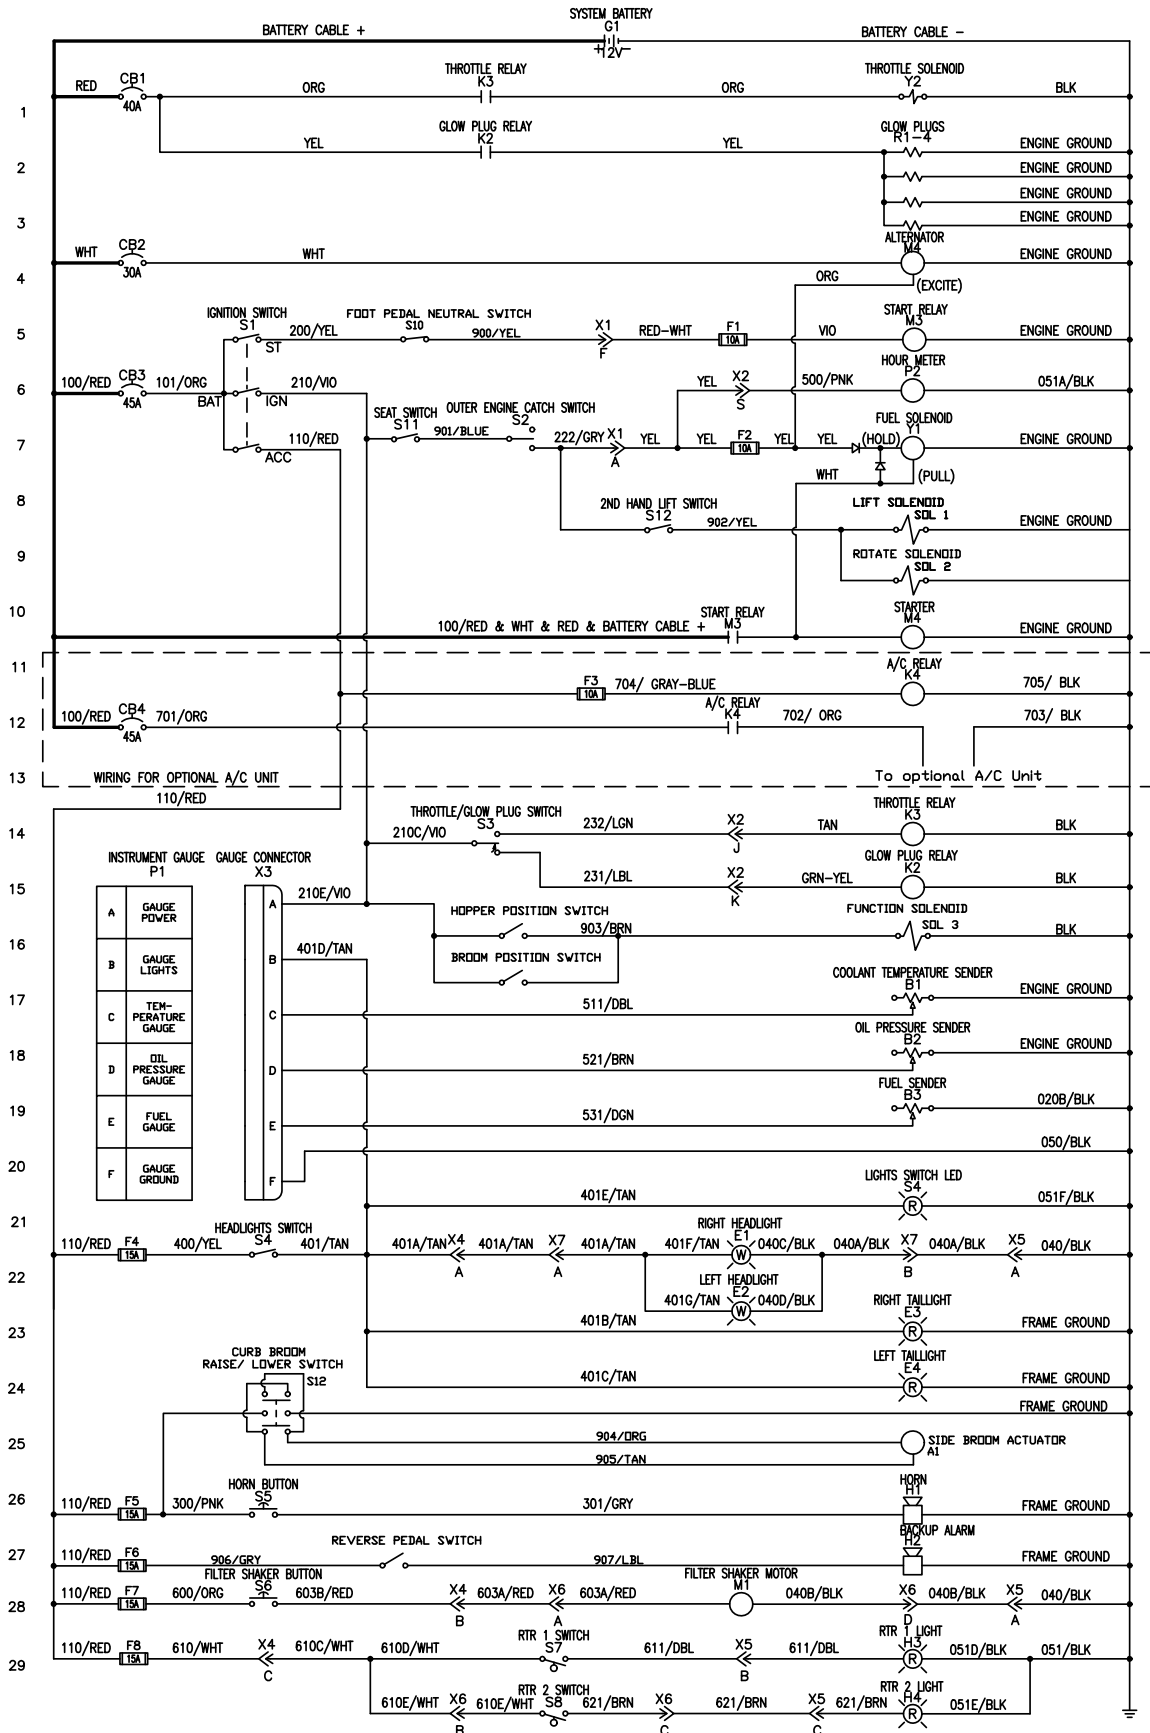 SYSTEM BATTERY
BATTERY CABLE + G1 BATTERY CABLE -
+ 12V -
THROTTLE RELAY THROTTLE SOLENOID
RED CB1 ORG K3 ORG Y2 BLK
40A
1
GLOW PLUG RELAY GLOW PLUGS
YEL K2 YEL R1-4 ENGINE GROUND
2 ENGINE GROUND
ENGINE GROUND
3 ENGINE GROUND
ALTERNATOR
WHT CB2 WHT M4 ENGINE GROUND
30A
4 ORG (EXCITE)
IGNITION SWITCH FOOT PEDAL NEUTRAL SWITCH START RELAY
S1 200/YEL S10 900/YEL X1 RED-WHT F1 VIO M3 ENGINE GROUND
5 ST F 10A
HOUR METER
100/RED CB3 101/ORG 210/VIO YEL X2 500/PNK P2 051A/BLK
6 45A BAT IGN S
SEAT SWITCH OUTER ENGINE CATCH SWITCH FUEL SOLENOID
S11 901/BLUE S2 222/GRY X1 YEL YEL F2 YEL YEL (HOLD) Y1 ENGINE GROUND
7 110/RED ACC A 10A
WHT (PULL)
8 2ND HAND LIFT SWITCH LIFT SOLENOID
S12 902/YEL SOL 1 ENGINE GROUND
9 ROTATE SOLENOID
SOL 2
10 START RELAY STARTER
100/RED & WHT & RED & BATTERY CABLE + M3 M4 ENGINE GROUND
11 A/C RELAY
F3 704/ GRAY-BLUE K4 705/ BLK
10A
A/C RELAY
12 100/RED CB4 701/ORG K4 702/ ORG 703/ BLK
45A
13 WIRING FOR OPTIONAL A/C UNIT To optional A/C Unit
110/RED
THROTTLE/GLOW PLUG SWITCH THROTTLE RELAY
14 210C/VIO S3 232/LGN X2 TAN K3 BLK
J
INSTRUMENT GAUGE GAUGE CONNECTOR GLOW PLUG RELAY
P1 X3
15 231/LBL X2 GRN-YEL K2 BLK
K
A GAUGE POWER A 210E/VIO
HOPPER POSITION SWITCH FUNCTION SOLENOID
16 903/BRN SOL 3 BLK
B GAUGE LIGHTS B 401D/TAN
BROOM POSITION SWITCH
COOLANT TEMPERATURE SENDER
17 B1 ENGINE GROUND
C TEM-PERATURE GAUGE C 511/DBL
OIL PRESSURE SENDER
18 B2 ENGINE GROUND
D OIL PRESSURE GAUGE D 521/BRN
FUEL SENDER
19 B3 020B/BLK
E FUEL GAUGE E 531/DGN
20 050/BLK
F GAUGE GROUND F
LIGHTS SWITCH LED
401E/TAN S4 R 051F/BLK
21 HEADLIGHTS SWITCH RIGHT HEADLIGHT
110/RED F4 400/YEL S4 401/TAN 401A/TAN X4 401A/TAN X7 401A/TAN 401F/TAN E1 W 040C/BLK 040A/BLK X7 040A/BLK X5 040/BLK
15A
22 A A B A
LEFT HEADLIGHT
401G/TAN E2 W 040D/BLK
RIGHT TAILLIGHT
23 401B/TAN E3 R FRAME GROUND
CURB BROOM
RAISE/ LOWER SWITCH LEFT TAILLIGHT
24 S12 401C/TAN E4 R FRAME GROUND
FRAME GROUND
25 904/ORG SIDE BROOM ACTUATOR
A1
905/TAN
HORN BUTTON HORN
26 110/RED F5 300/PNK S5 301/GRY H1 FRAME GROUND
15A
REVERSE PEDAL SWITCH BACKUP ALARM
27 110/RED F6 906/GRY 907/LBL H2 FRAME GROUND
15A
FILTER SHAKER BUTTON FILTER SHAKER MOTOR
28 110/RED F7 600/ORG S6 603B/RED X4 603A/RED X6 603A/RED M1 040B/BLK X6 040B/BLK X5 040/BLK
15A B A D A
RTR 1 SWITCH RTR 1 LIGHT
29 110/RED F8 610/WHT X4 610C/WHT 610D/WHT S7 611/DBL X5 611/DBL H3 R 051D/BLK 051/BLK
15A C B
RTR 2 SWITCH RTR 2 LIGHT
610E/WHT X6 610E/WHT S8 621/BRN X6 621/BRN X5 621/BRN H4 R 051E/BLK
B C C